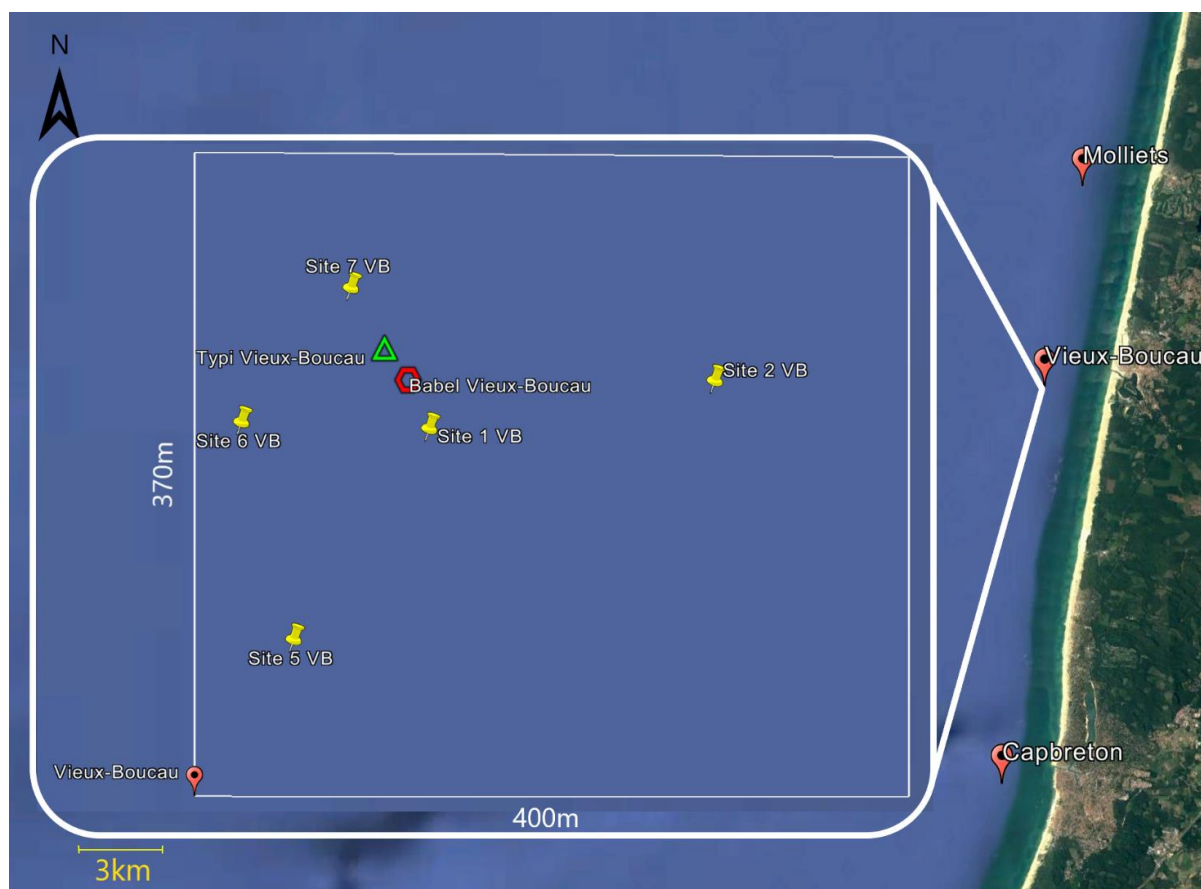 N
Molliets
Site 7 VB
Typi Vieux-Boucau
Vieux-Boucau
Babel Vieux-Boucau
Site 2 VB
Site 6 VB
Site 1 VB
370m
Site 5 VB
Capbreton
Vieux-Boucau
400m
3km